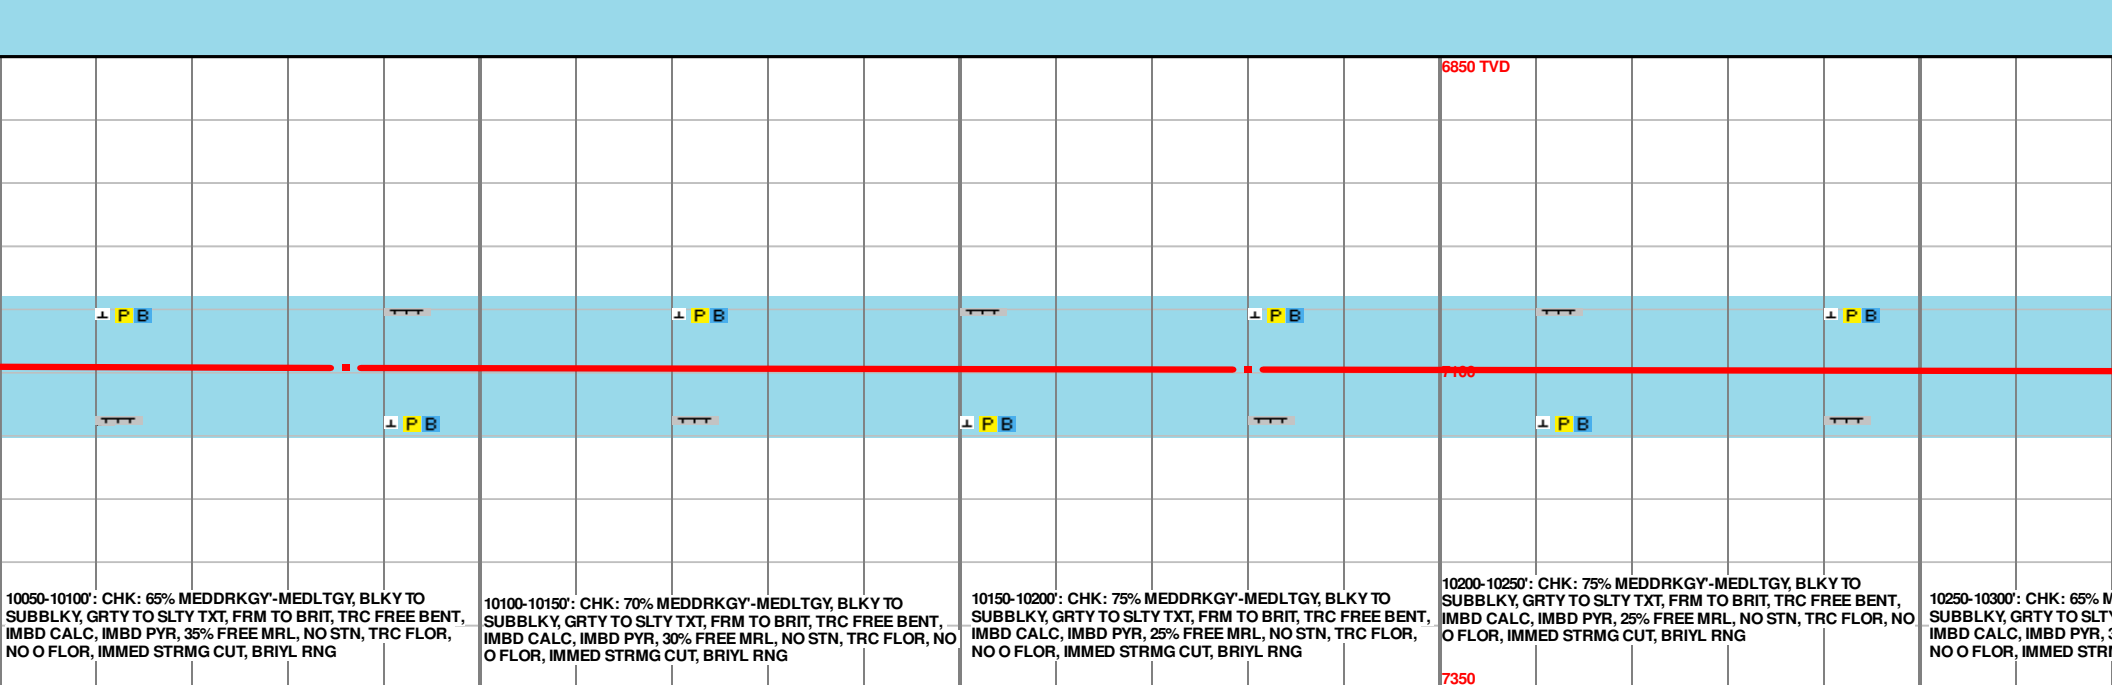 6850 TVD
P B
P B
P B
P B
7100
P B
P B
P B
10050-10100': CHK: 65% MEDDRKGY'-MEDLTGY, BLKY TO
SUBBLKY, GRTY TO SLTY TXT, FRM TO BRIT, TRC FREE BENT,
IMBD CALC, IMBD PYR, 35% FREE MRL, NO STN, TRC FLOR,
NO O FLOR, IMMED STRMG CUT, BRIYL RNG
10100-10150': CHK: 70% MEDDRKGY'-MEDLTGY, BLKY TO
SUBBLKY, GRTY TO SLTY TXT, FRM TO BRIT, TRC FREE BENT,
IMBD CALC, IMBD PYR, 30% FREE MRL, NO STN, TRC FLOR, NO
O FLOR, IMMED STRMG CUT, BRIYL RNG
10150-10200': CHK: 75% MEDDRKGY'-MEDLTGY, BLKY TO
SUBBLKY, GRTY TO SLTY TXT, FRM TO BRIT, TRC FREE BENT,
IMBD CALC, IMBD PYR, 25% FREE MRL, NO STN, TRC FLOR,
NO O FLOR, IMMED STRMG CUT, BRIYL RNG
10200-10250': CHK: 75% MEDDRKGY'-MEDLTGY, BLKY TO
SUBBLKY, GRTY TO SLTY TXT, FRM TO BRIT, TRC FREE BENT,
IMBD CALC, IMBD PYR, 25% FREE MRL, NO STN, TRC FLOR, NO
O FLOR, IMMED STRMG CUT, BRIYL RNG
10250-10300': CHK: 65% M
SUBBLKY, GRTY TO SLTY
IMBD CALC, IMBD PYR,
NO O FLOR, IMMED STR
7350